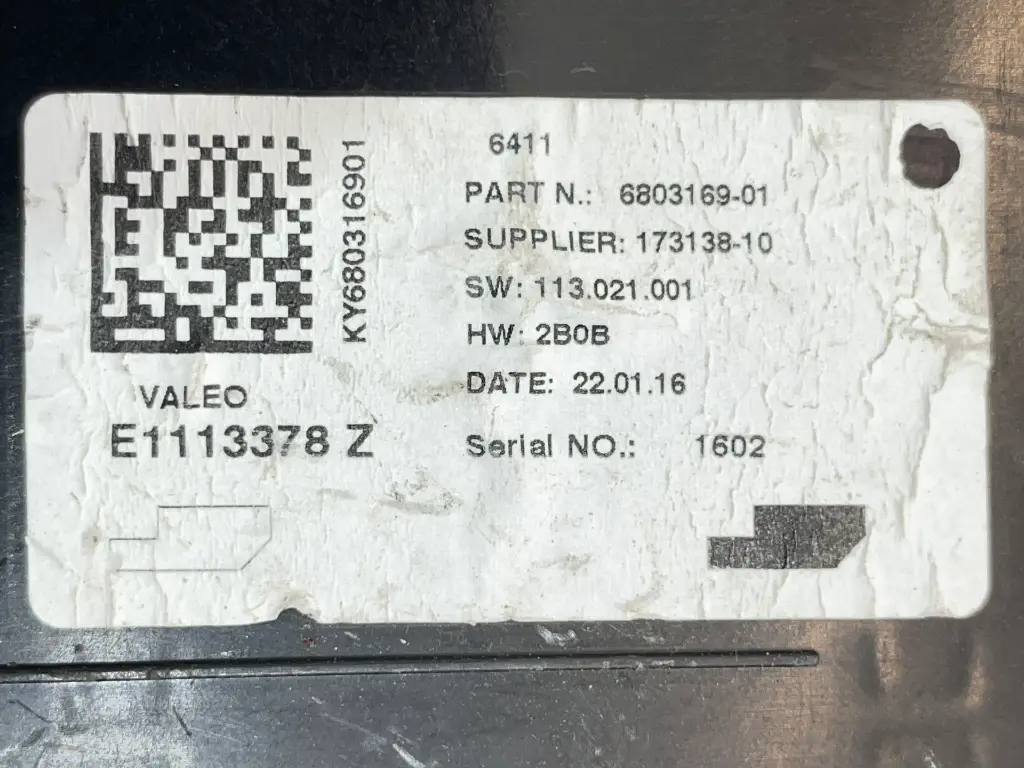 KY680316901
VALEO
E1113378 Z
6411
PART N.: 6803169-01
SUPPLIER: 173138-10
SW: 113.021.001
HW: 2B0B
DATE: 22.01.16
Serial NO.: 1602